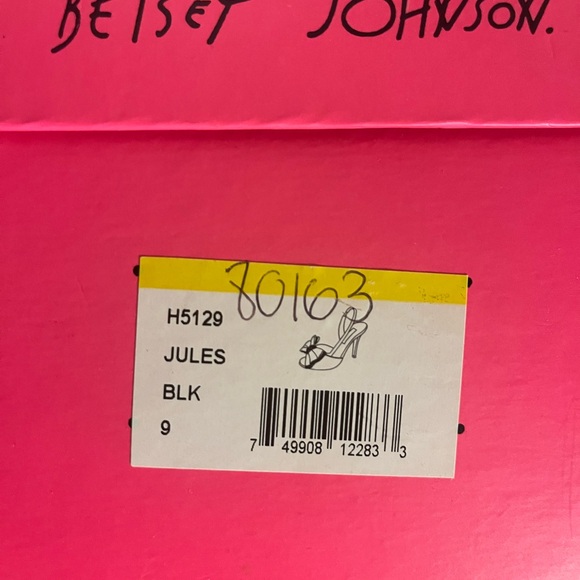 BETSEY JOHNSON.
80163
H5129
JULES
BLK
9
7 49908 12283 3